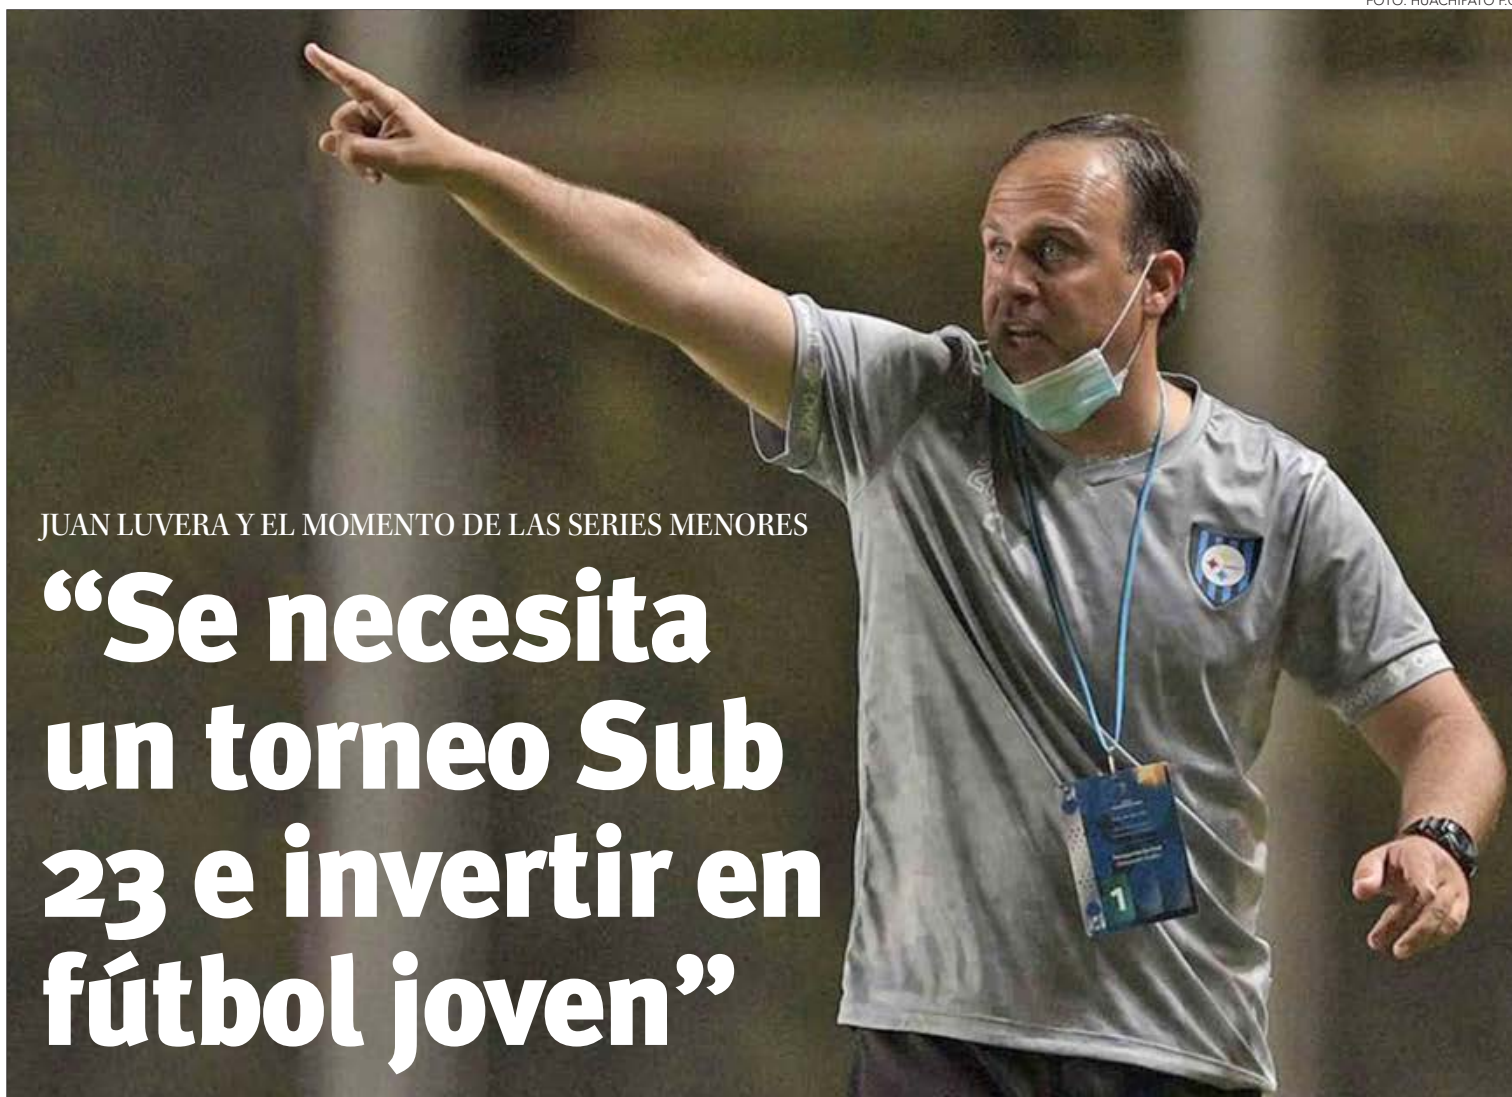 FOTO: HUACHIPATO F.C
JUAN LUVERA Y EL MOMENTO DE LAS SERIES MENORES
“Se necesita
un torneo Sub
23 e invertir en
fútbol joven”
1